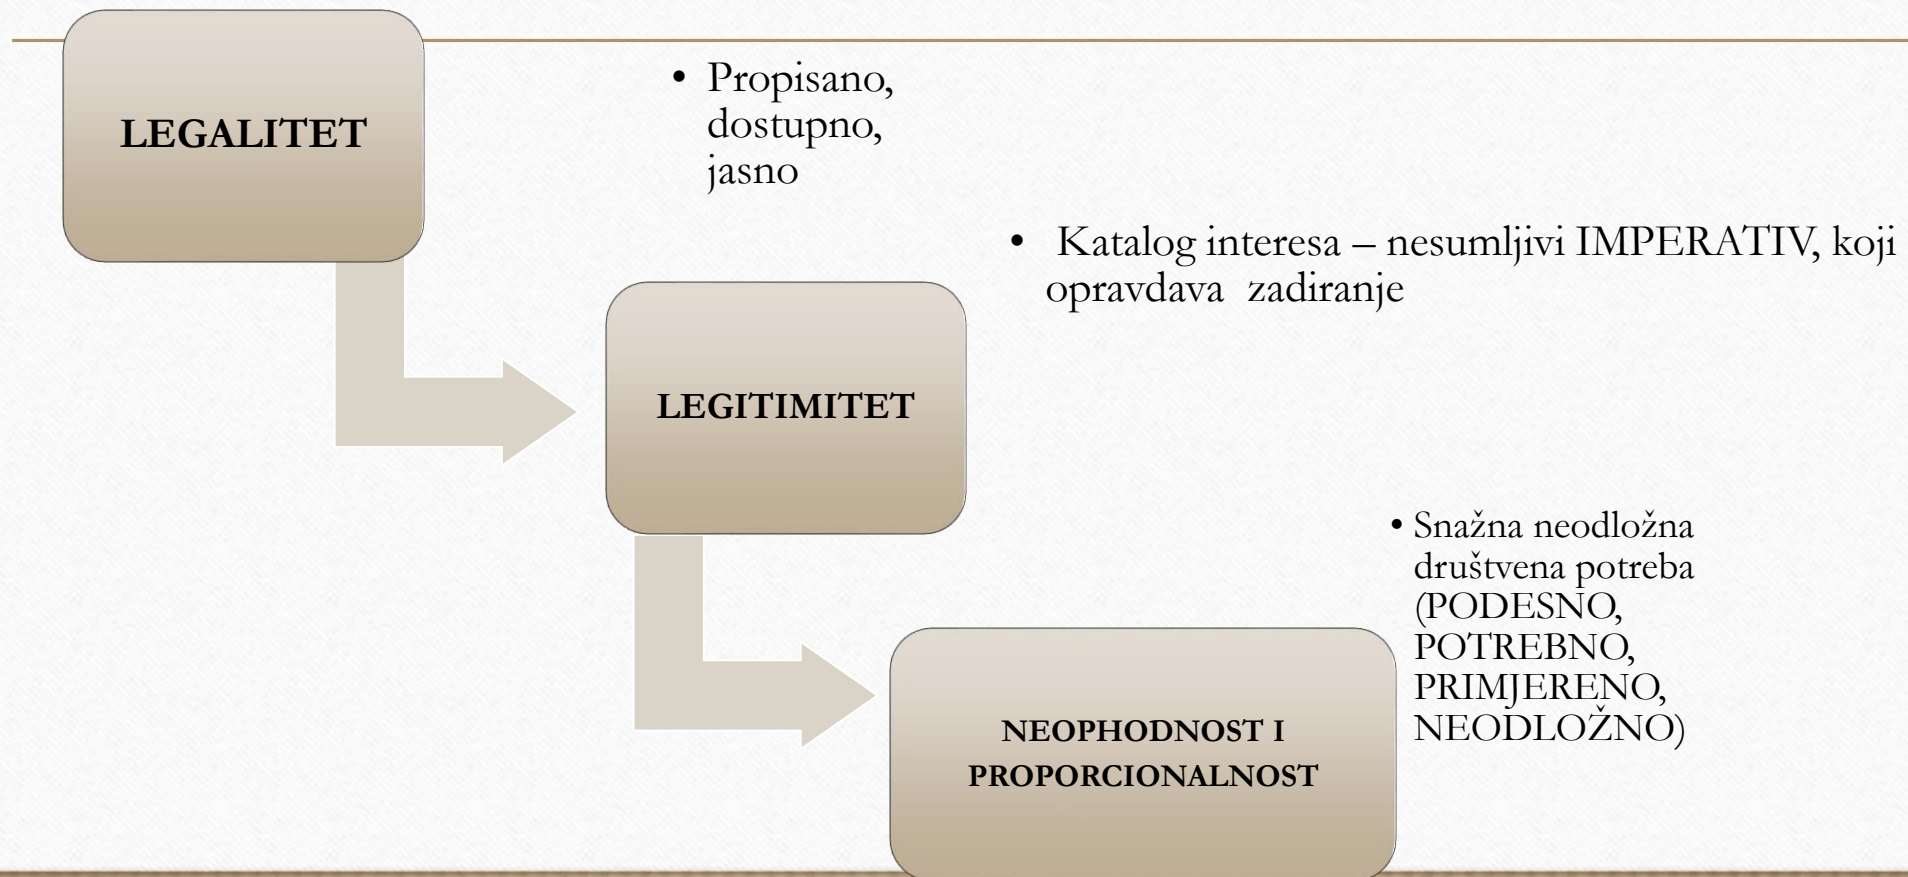 LEGALITET
• Propisano,
dostupno,
jasno
• Katalog interesa – nesumljivi IMPERATIV, koji
opravdava zadiranje
LEGITIMITET
• Snažna neodložna
društvena potreba
(PODESNO,
POTREBNO,
PRIMJERENO,
NEODLOŽNO)
NEOPHODNOST I
PROPORCIONALNOST